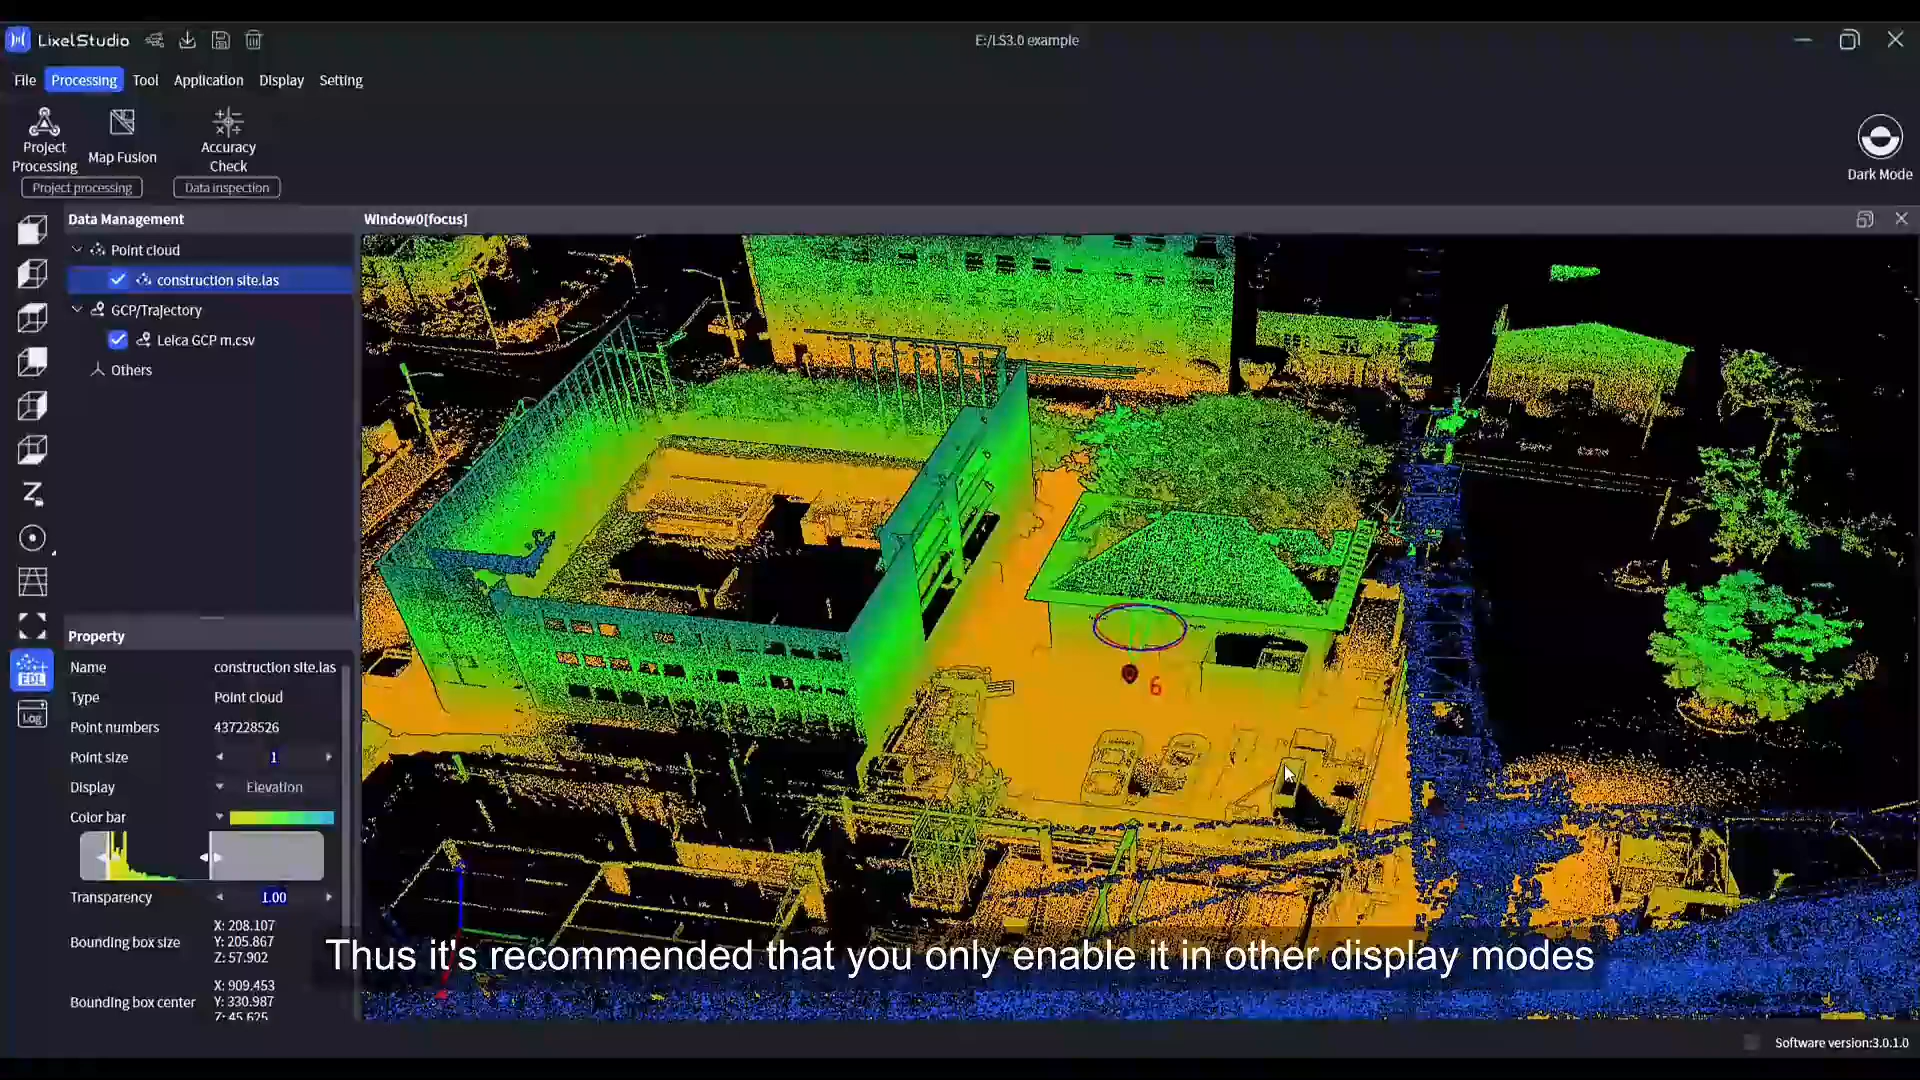 LixelStudio
E:/LS3.0 example
File Processing Tool Application Display Setting
Project Processing
Map Fusion
Accuracy Check
Project processing
Data inspection
Dark Mode
Data Management
Window0[focus]
Point cloud
construction site.las
GCP/Trajectory
Leica GCP m.csv
Others
Z
EDL
Log
Property
Name construction site.las
Type Point cloud
Point numbers 437228526
Point size 1
Display Elevation
Color bar
Transparency 1.00
Bounding box size
X: 208.107
Y: 205.867
Z: 57.902
Bounding box center
X: 909.453
Y: 330.987
Z: 45.625
6
Thus it's recommended that you only enable it in other display modes
Software version:3.0.1.0